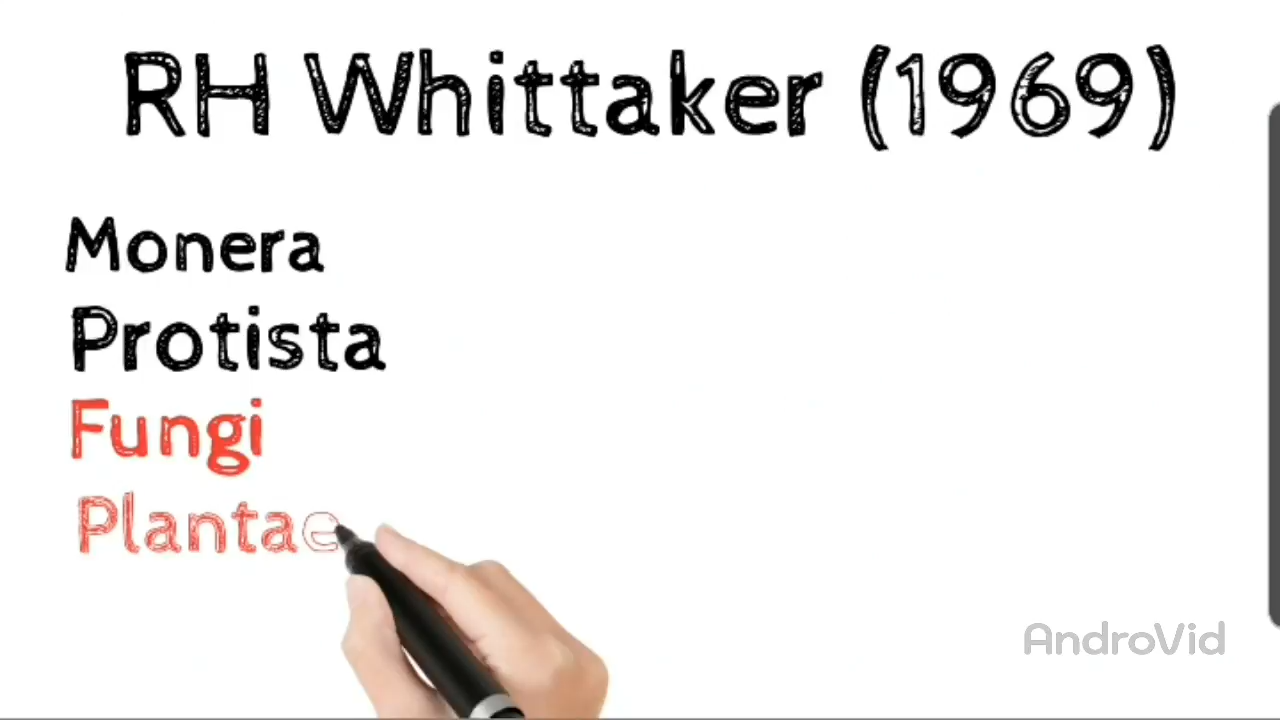 RH Whittaker (1969)
Monera
Protista
Fungi
Plantae
AndroVid